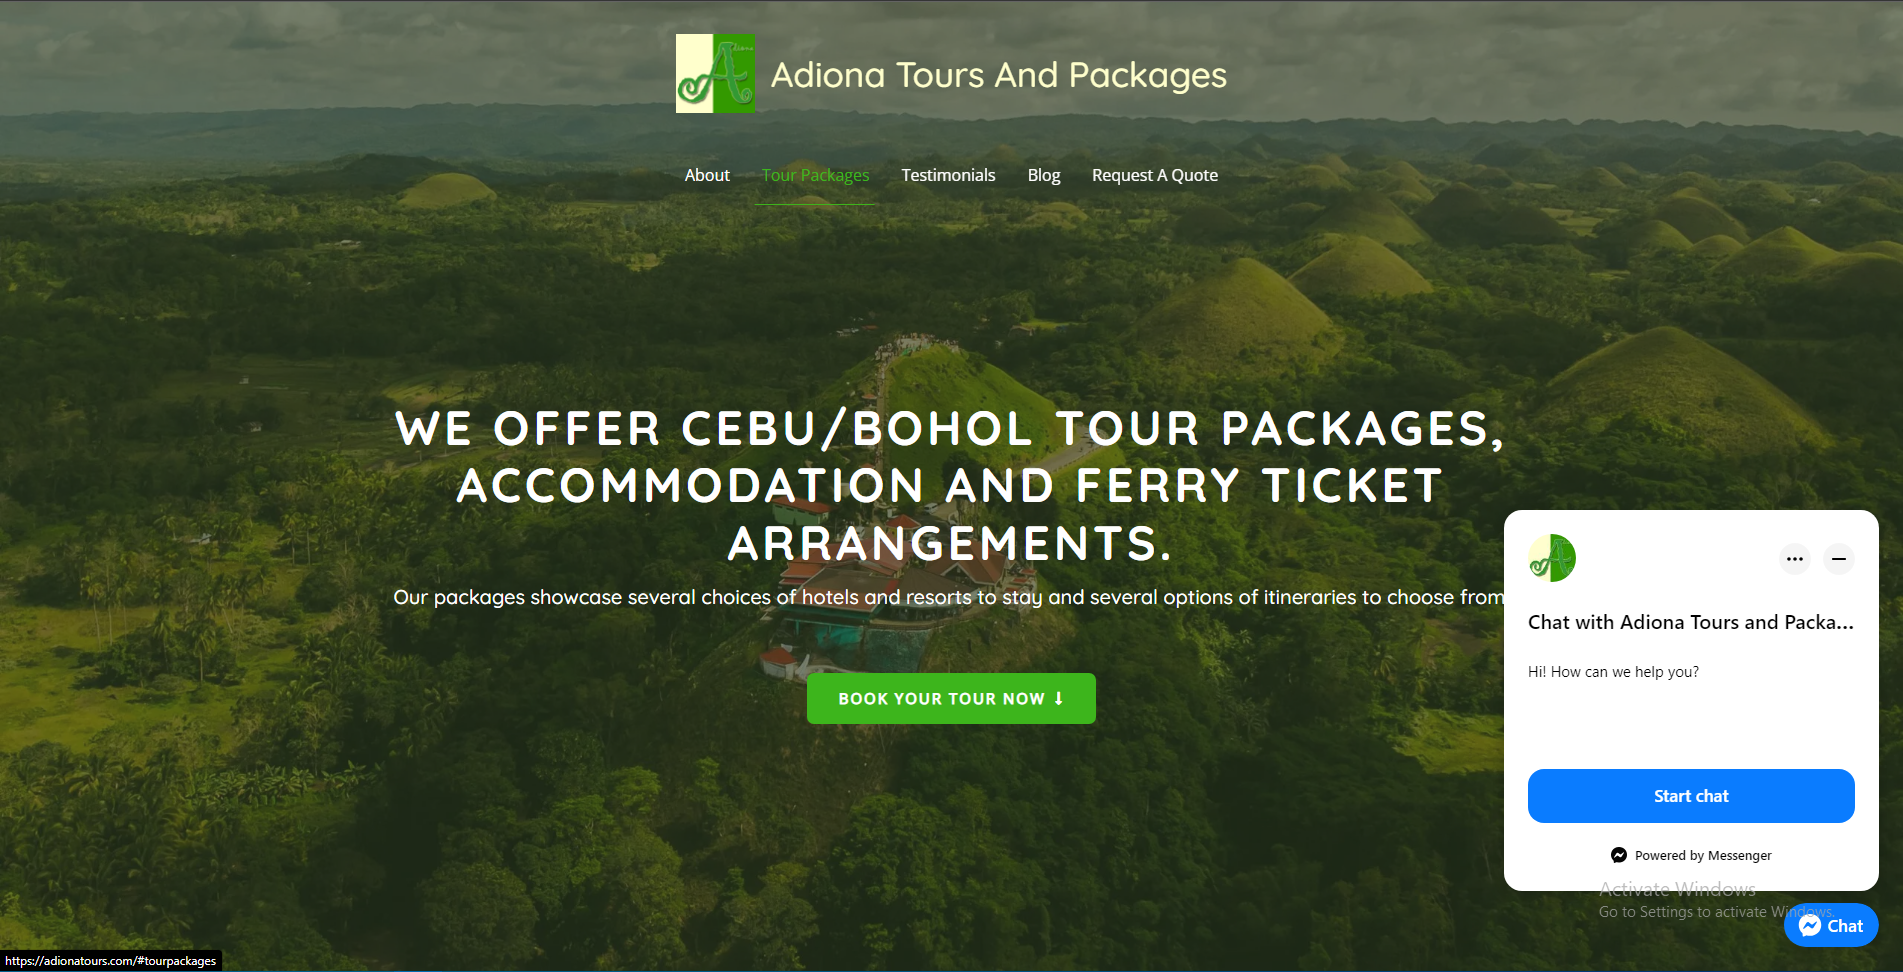 Adiona Tours And Packages
About
Tour Packages
Testimonials
Blog
Request A Quote
WE OFFER CEBU/BOHOL TOUR PACKAGES,
ACCOMMODATION AND FERRY TICKET
ARRANGEMENTS.
Our packages showcase several choices of hotels and resorts to stay and several options of itineraries to choose from
BOOK YOUR TOUR NOW
Chat with Adiona Tours and Packa...
Hi! How can we help you?
Start chat
Powered by Messenger
Activate Windows
Go to Settings to activate Windows.
Chat
https://adionatours.com/#tourpackages